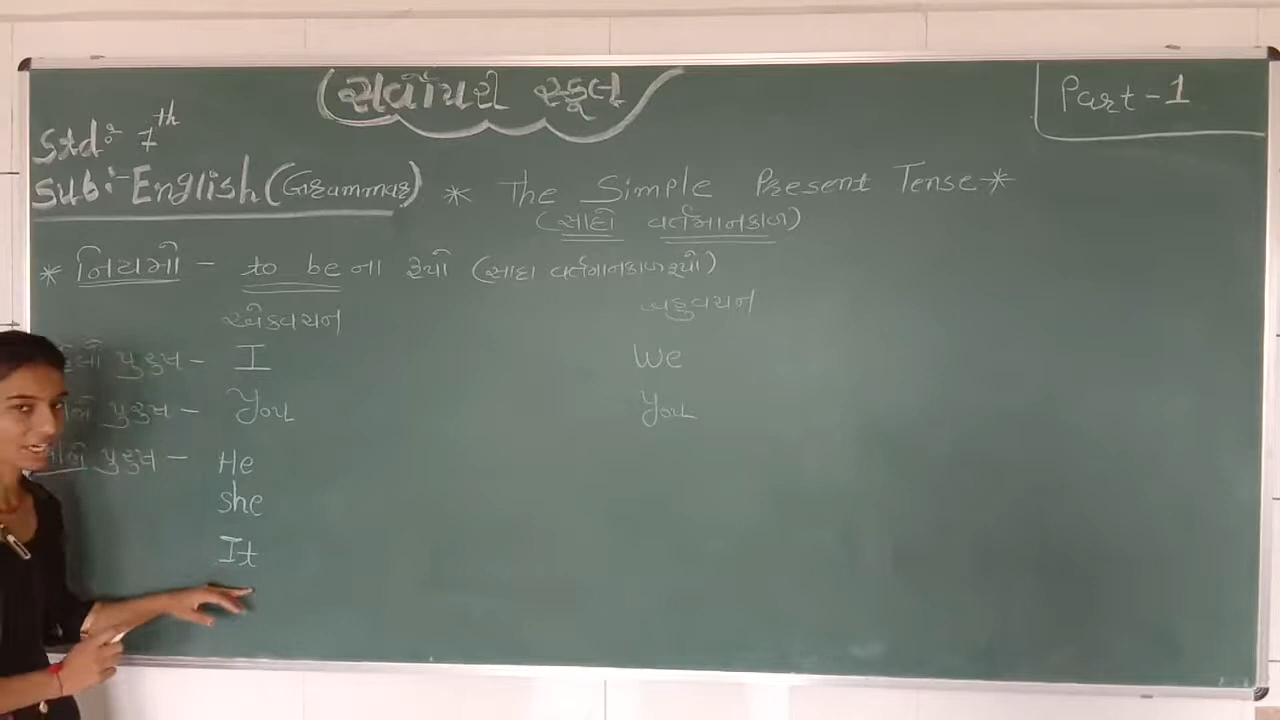 સર્વોચરી સ્કૂલ
Part-1
Std: 7th
Sub:- English (Grammar) * The Simple Present Tense *
(સાદો વર્તમાનકાળ)
* નિયમો - to be ના રૂપો (સાદા વર્તમાનકાળ રૂપો)
એકવચન બહુવચન
પુરુષ - I We
પુરુષ - You You
પુરુષ - He
she
It